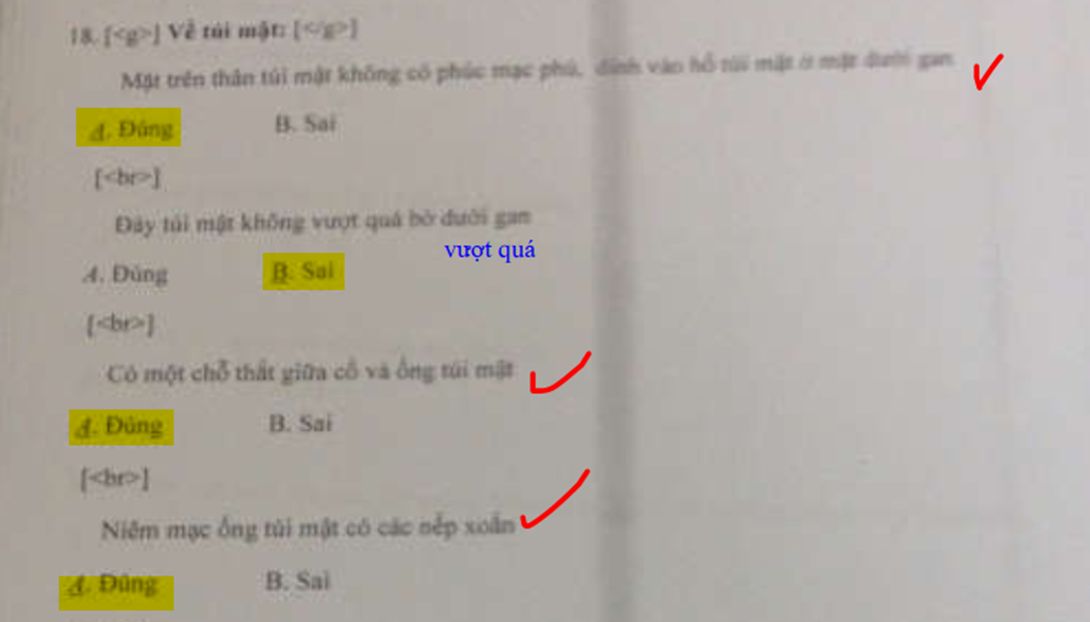 18. [<g>] Về túi mật: [</g>]
Mặt trên thân túi mật không có phúc mạc phủ, dính vào hố túi mật ở mặt dưới gan
A. Đúng B. Sai
[<br>]
Đáy túi mật không vượt quá bờ dưới gan
vượt quá
A. Đúng B. Sai
[<br>]
Có một chỗ thắt giữa cổ và ống túi mật
A. Đúng B. Sai
[<br>]
Niêm mạc ống túi mật có các nếp xoắn
A. Đúng B. Sai